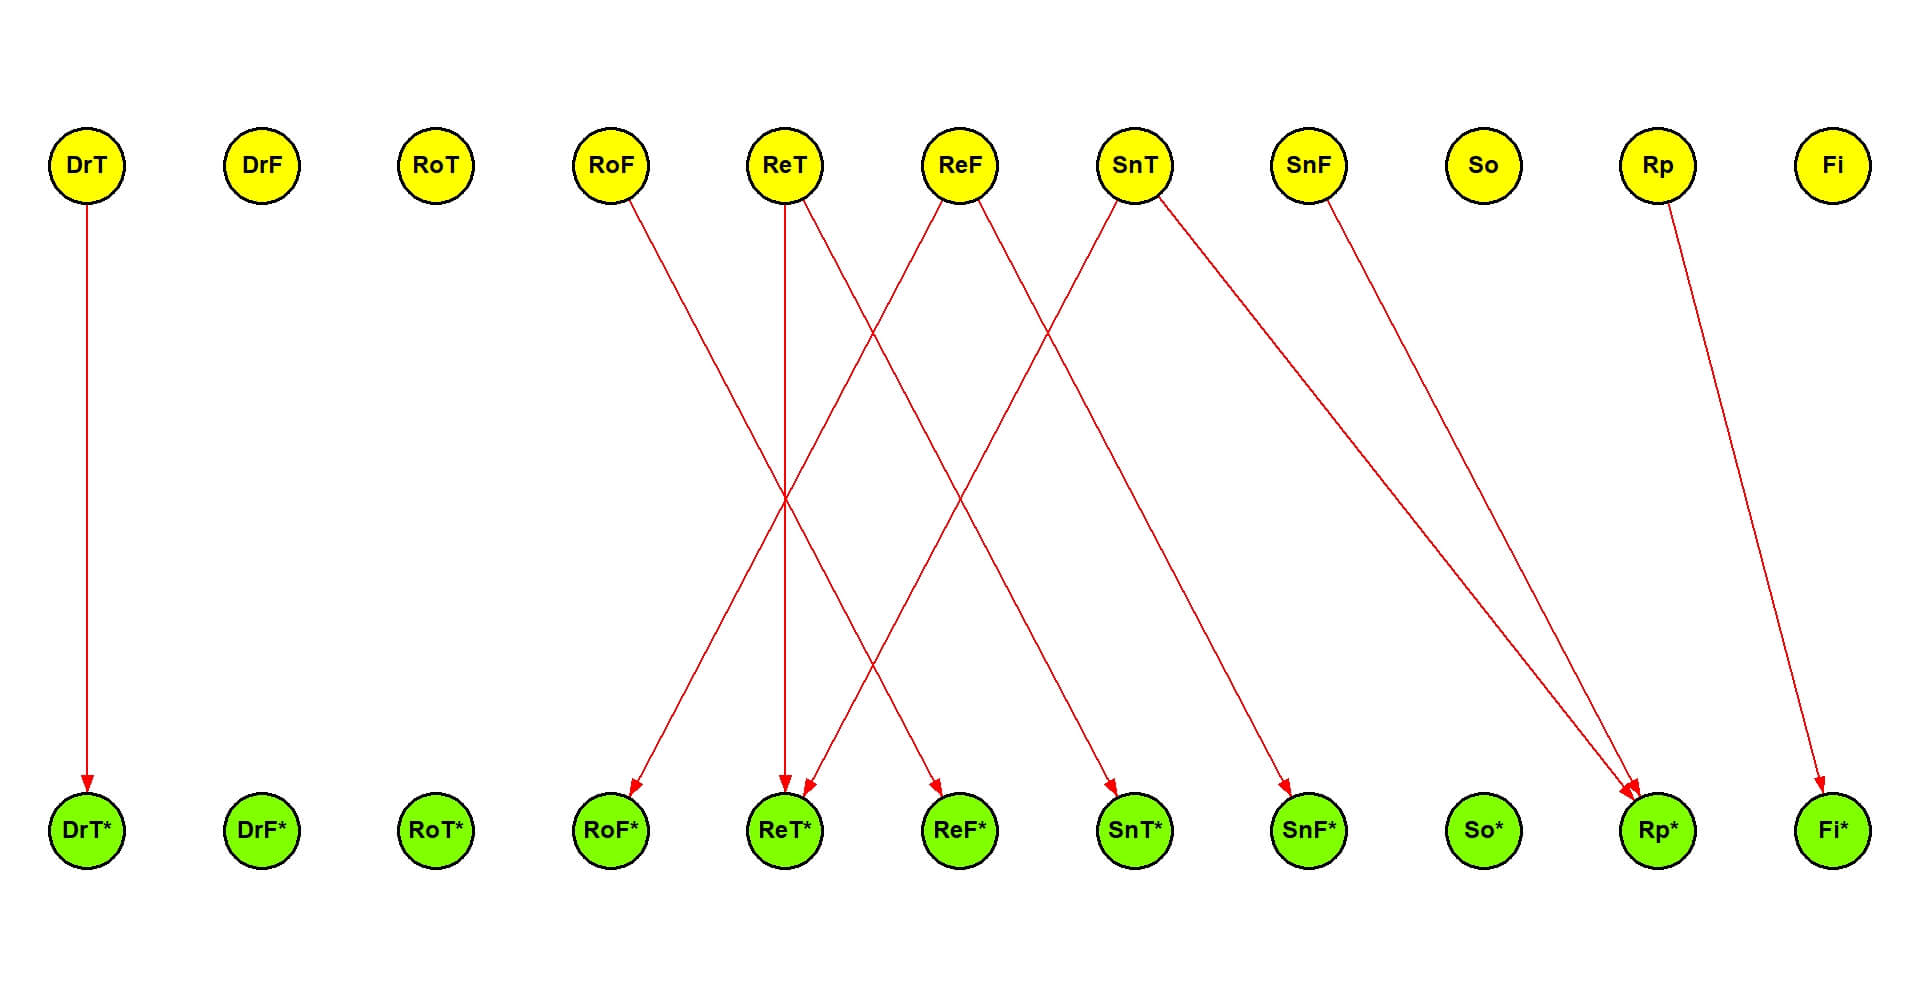 DrT DrF RoT RoF ReT ReF SnT SnF So Rp Fi
DrT* DrF* RoT* RoF* ReT* ReF* SnT* SnF* So* Rp* Fi*